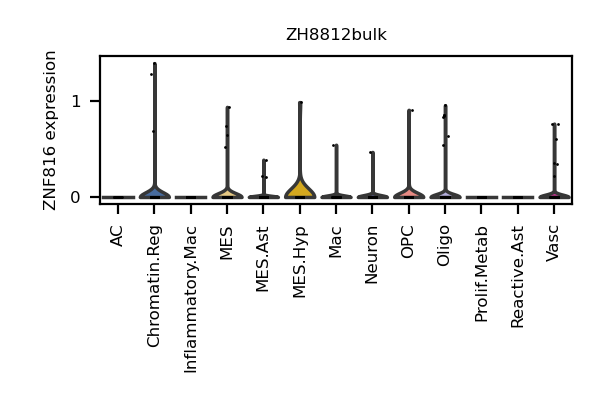 ZH8812bulk
ZNF816 expression
1
0
AC
Chromatin.Reg
Inflammatory.Mac
MES
MES.Ast
MES.Hyp
Mac
Neuron
OPC
Oligo
Prolif.Metab
Reactive.Ast
Vasc